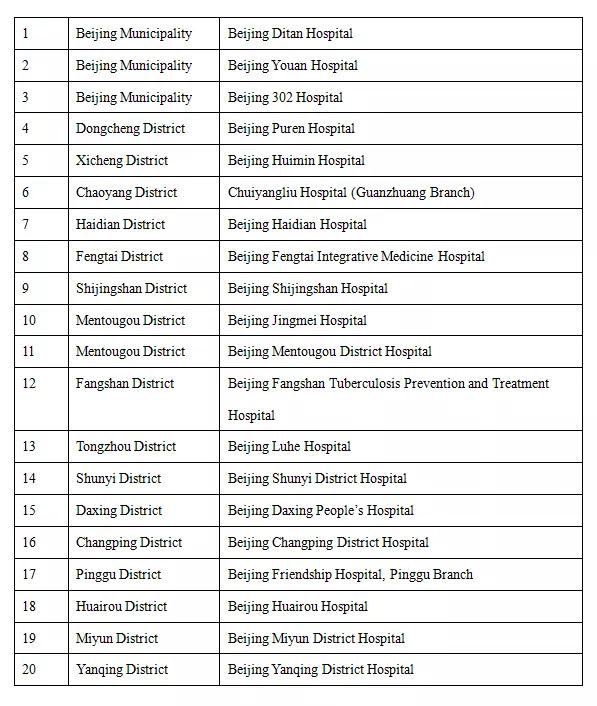 1 Beijing Municipality Beijing Ditan Hospital
2 Beijing Municipality Beijing Youan Hospital
3 Beijing Municipality Beijing 302 Hospital
4 Dongcheng District Beijing Puren Hospital
5 Xicheng District Beijing Huimin Hospital
6 Chaoyang District Chuiyangliu Hospital (Guanzhuang Branch)
7 Haidian District Beijing Haidian Hospital
8 Fengtai District Beijing Fengtai Integrative Medicine Hospital
9 Shijingshan District Beijing Shijingshan Hospital
10 Mentougou District Beijing Jingmei Hospital
11 Mentougou District Beijing Mentougou District Hospital
12 Fangshan District Beijing Fangshan Tuberculosis Prevention and Treatment
Hospital
13 Tongzhou District Beijing Luhe Hospital
14 Shunyi District Beijing Shunyi District Hospital
15 Daxing District Beijing Daxing People’s Hospital
16 Changping District Beijing Changping District Hospital
17 Pinggu District Beijing Friendship Hospital, Pinggu Branch
18 Huairou District Beijing Huairou Hospital
19 Miyun District Beijing Miyun District Hospital
20 Yanqing District Beijing Yanqing District Hospital